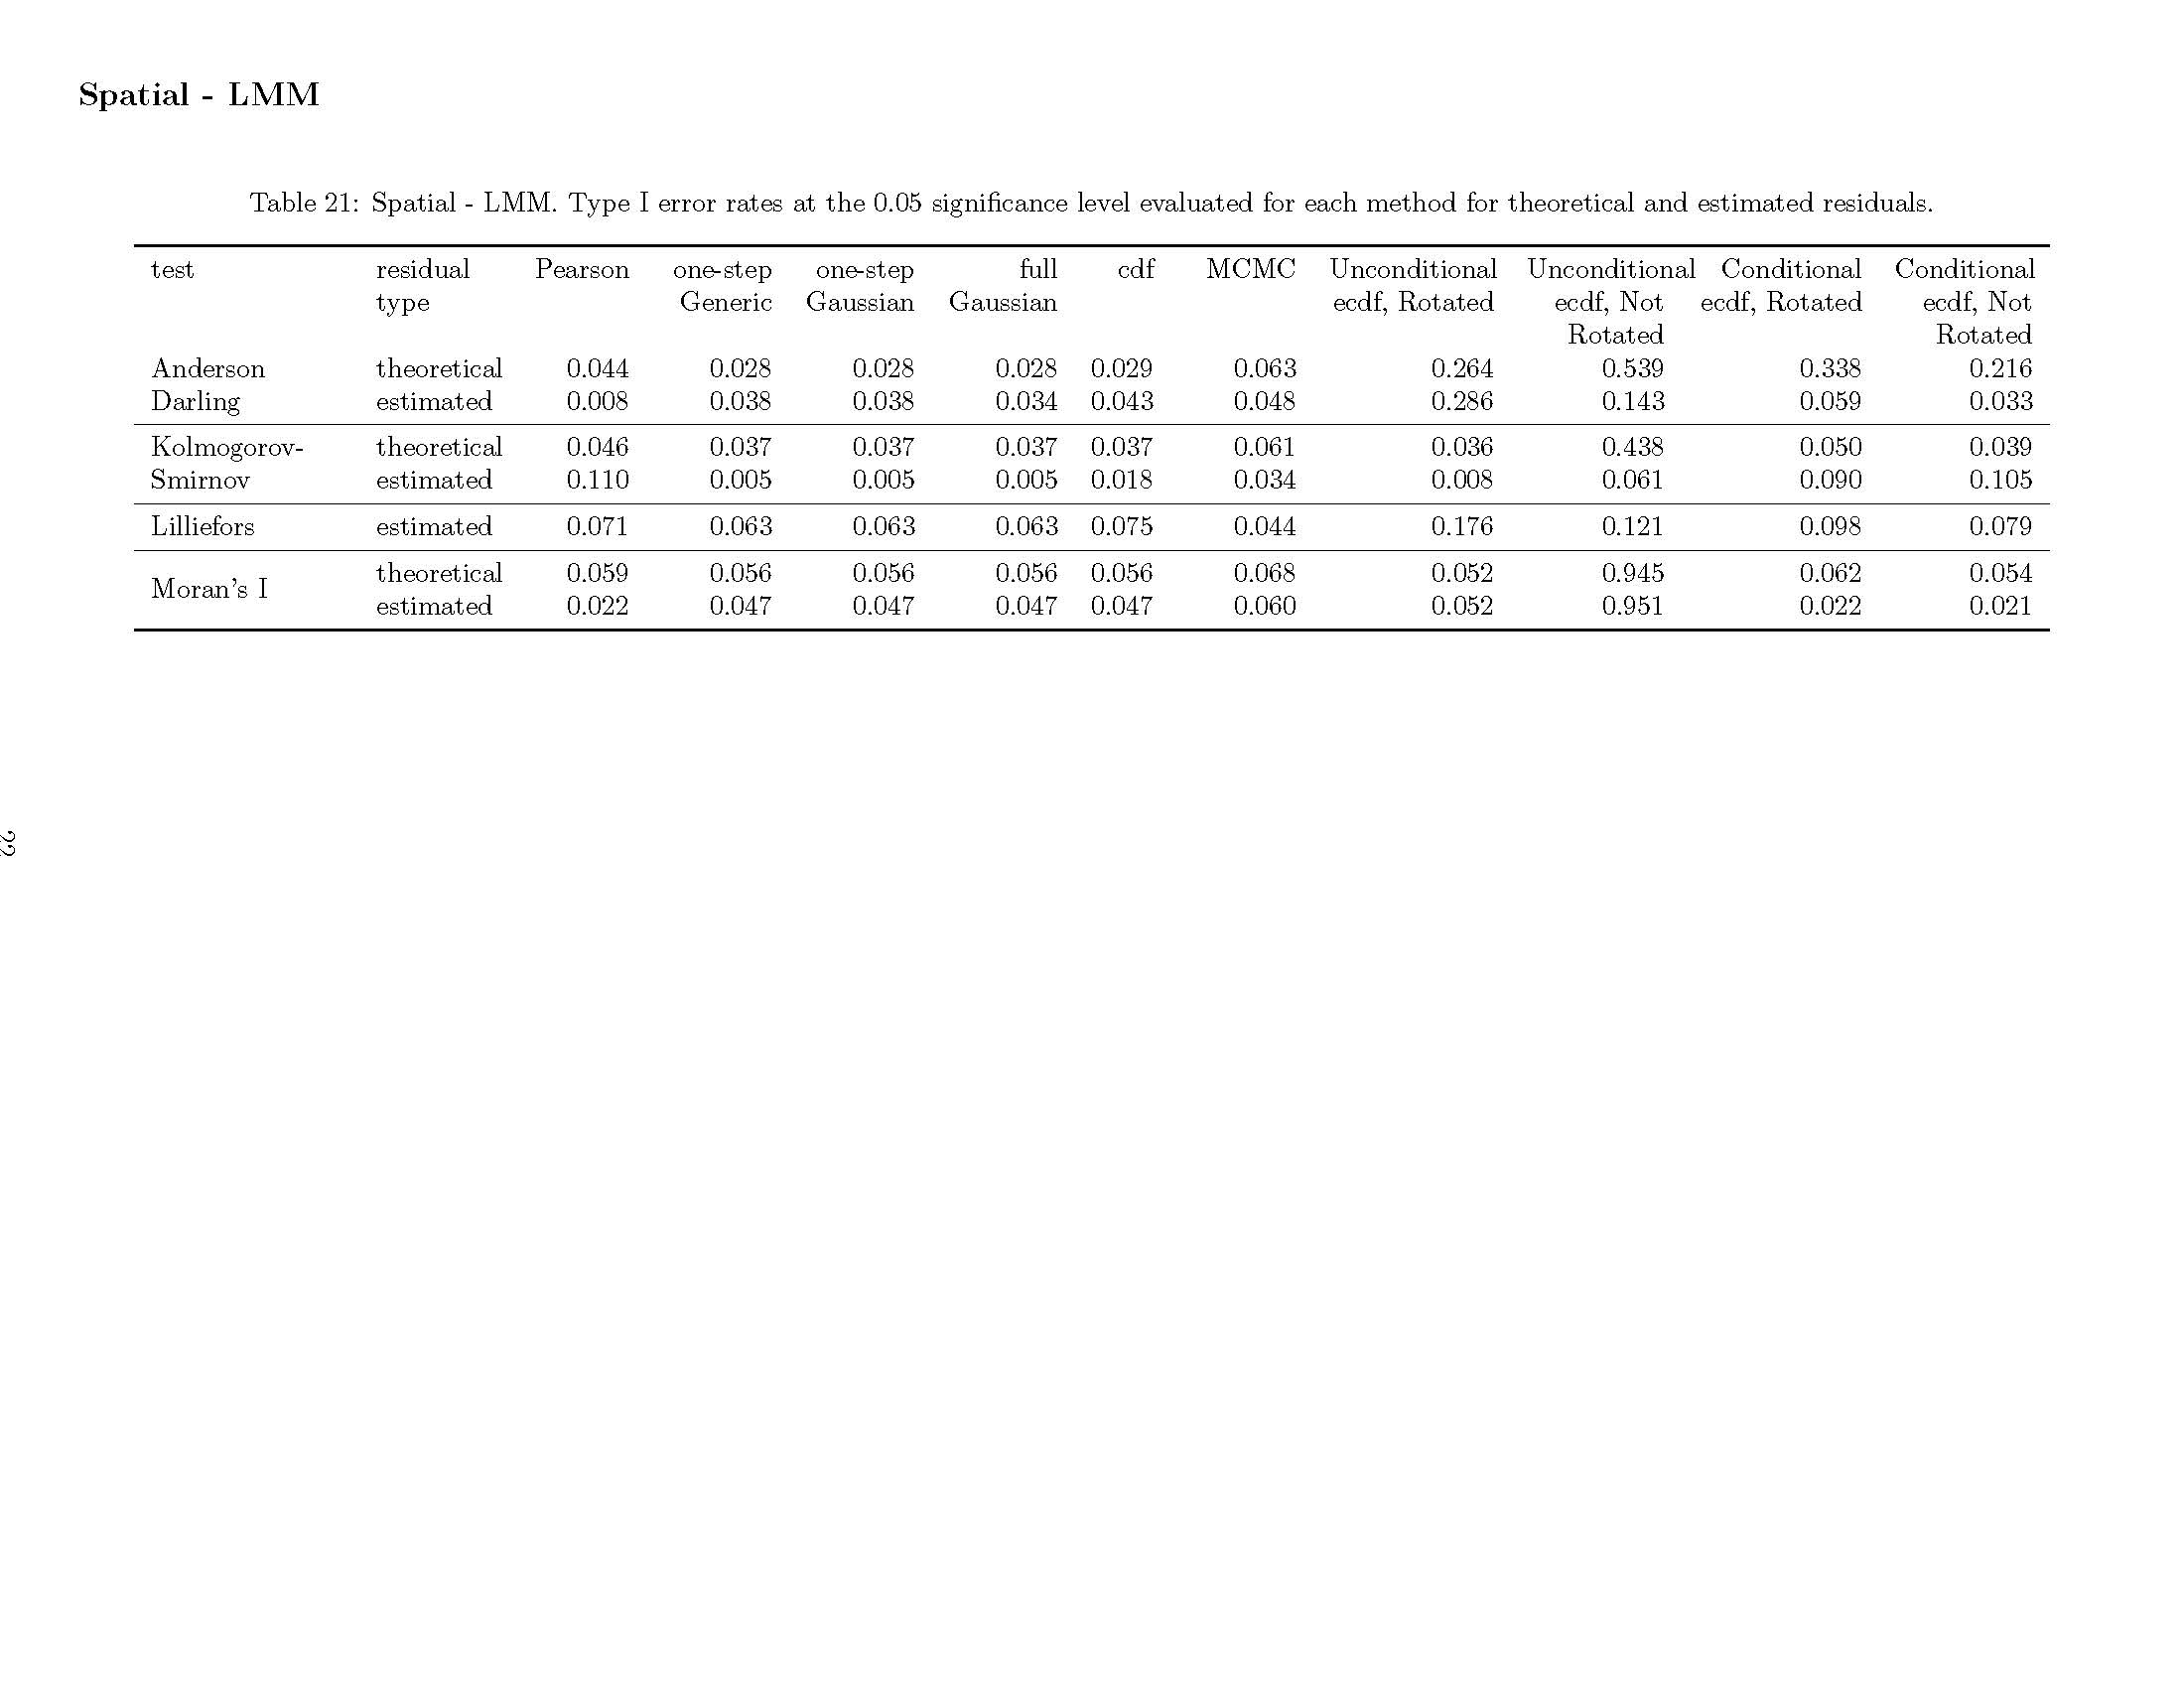 Spatial - LMM
Table 21: Spatial - LMM. Type I error rates at the 0.05 significance level evaluated for each method for theoretical and estimated residuals.
test residual Pearson one-step one-step full cdf MCMC Unconditional Unconditional Conditional Conditional
type Generic Gaussian Gaussian ecdf, Rotated ecdf, Not ecdf, Rotated ecdf, Not
Rotated Rotated
Anderson theoretical 0.044 0.028 0.028 0.028 0.029 0.063 0.264 0.539 0.338 0.216
Darling estimated 0.008 0.038 0.038 0.034 0.043 0.048 0.286 0.143 0.059 0.033
Kolmogorov- theoretical 0.046 0.037 0.037 0.037 0.037 0.061 0.036 0.438 0.050 0.039
Smirnov estimated 0.110 0.005 0.005 0.005 0.018 0.034 0.008 0.061 0.090 0.105
Lilliefors estimated 0.071 0.063 0.063 0.063 0.075 0.044 0.176 0.121 0.098 0.079
Moran's I theoretical 0.059 0.056 0.056 0.056 0.056 0.068 0.052 0.945 0.062 0.054
estimated 0.022 0.047 0.047 0.047 0.047 0.060 0.052 0.951 0.022 0.021
22